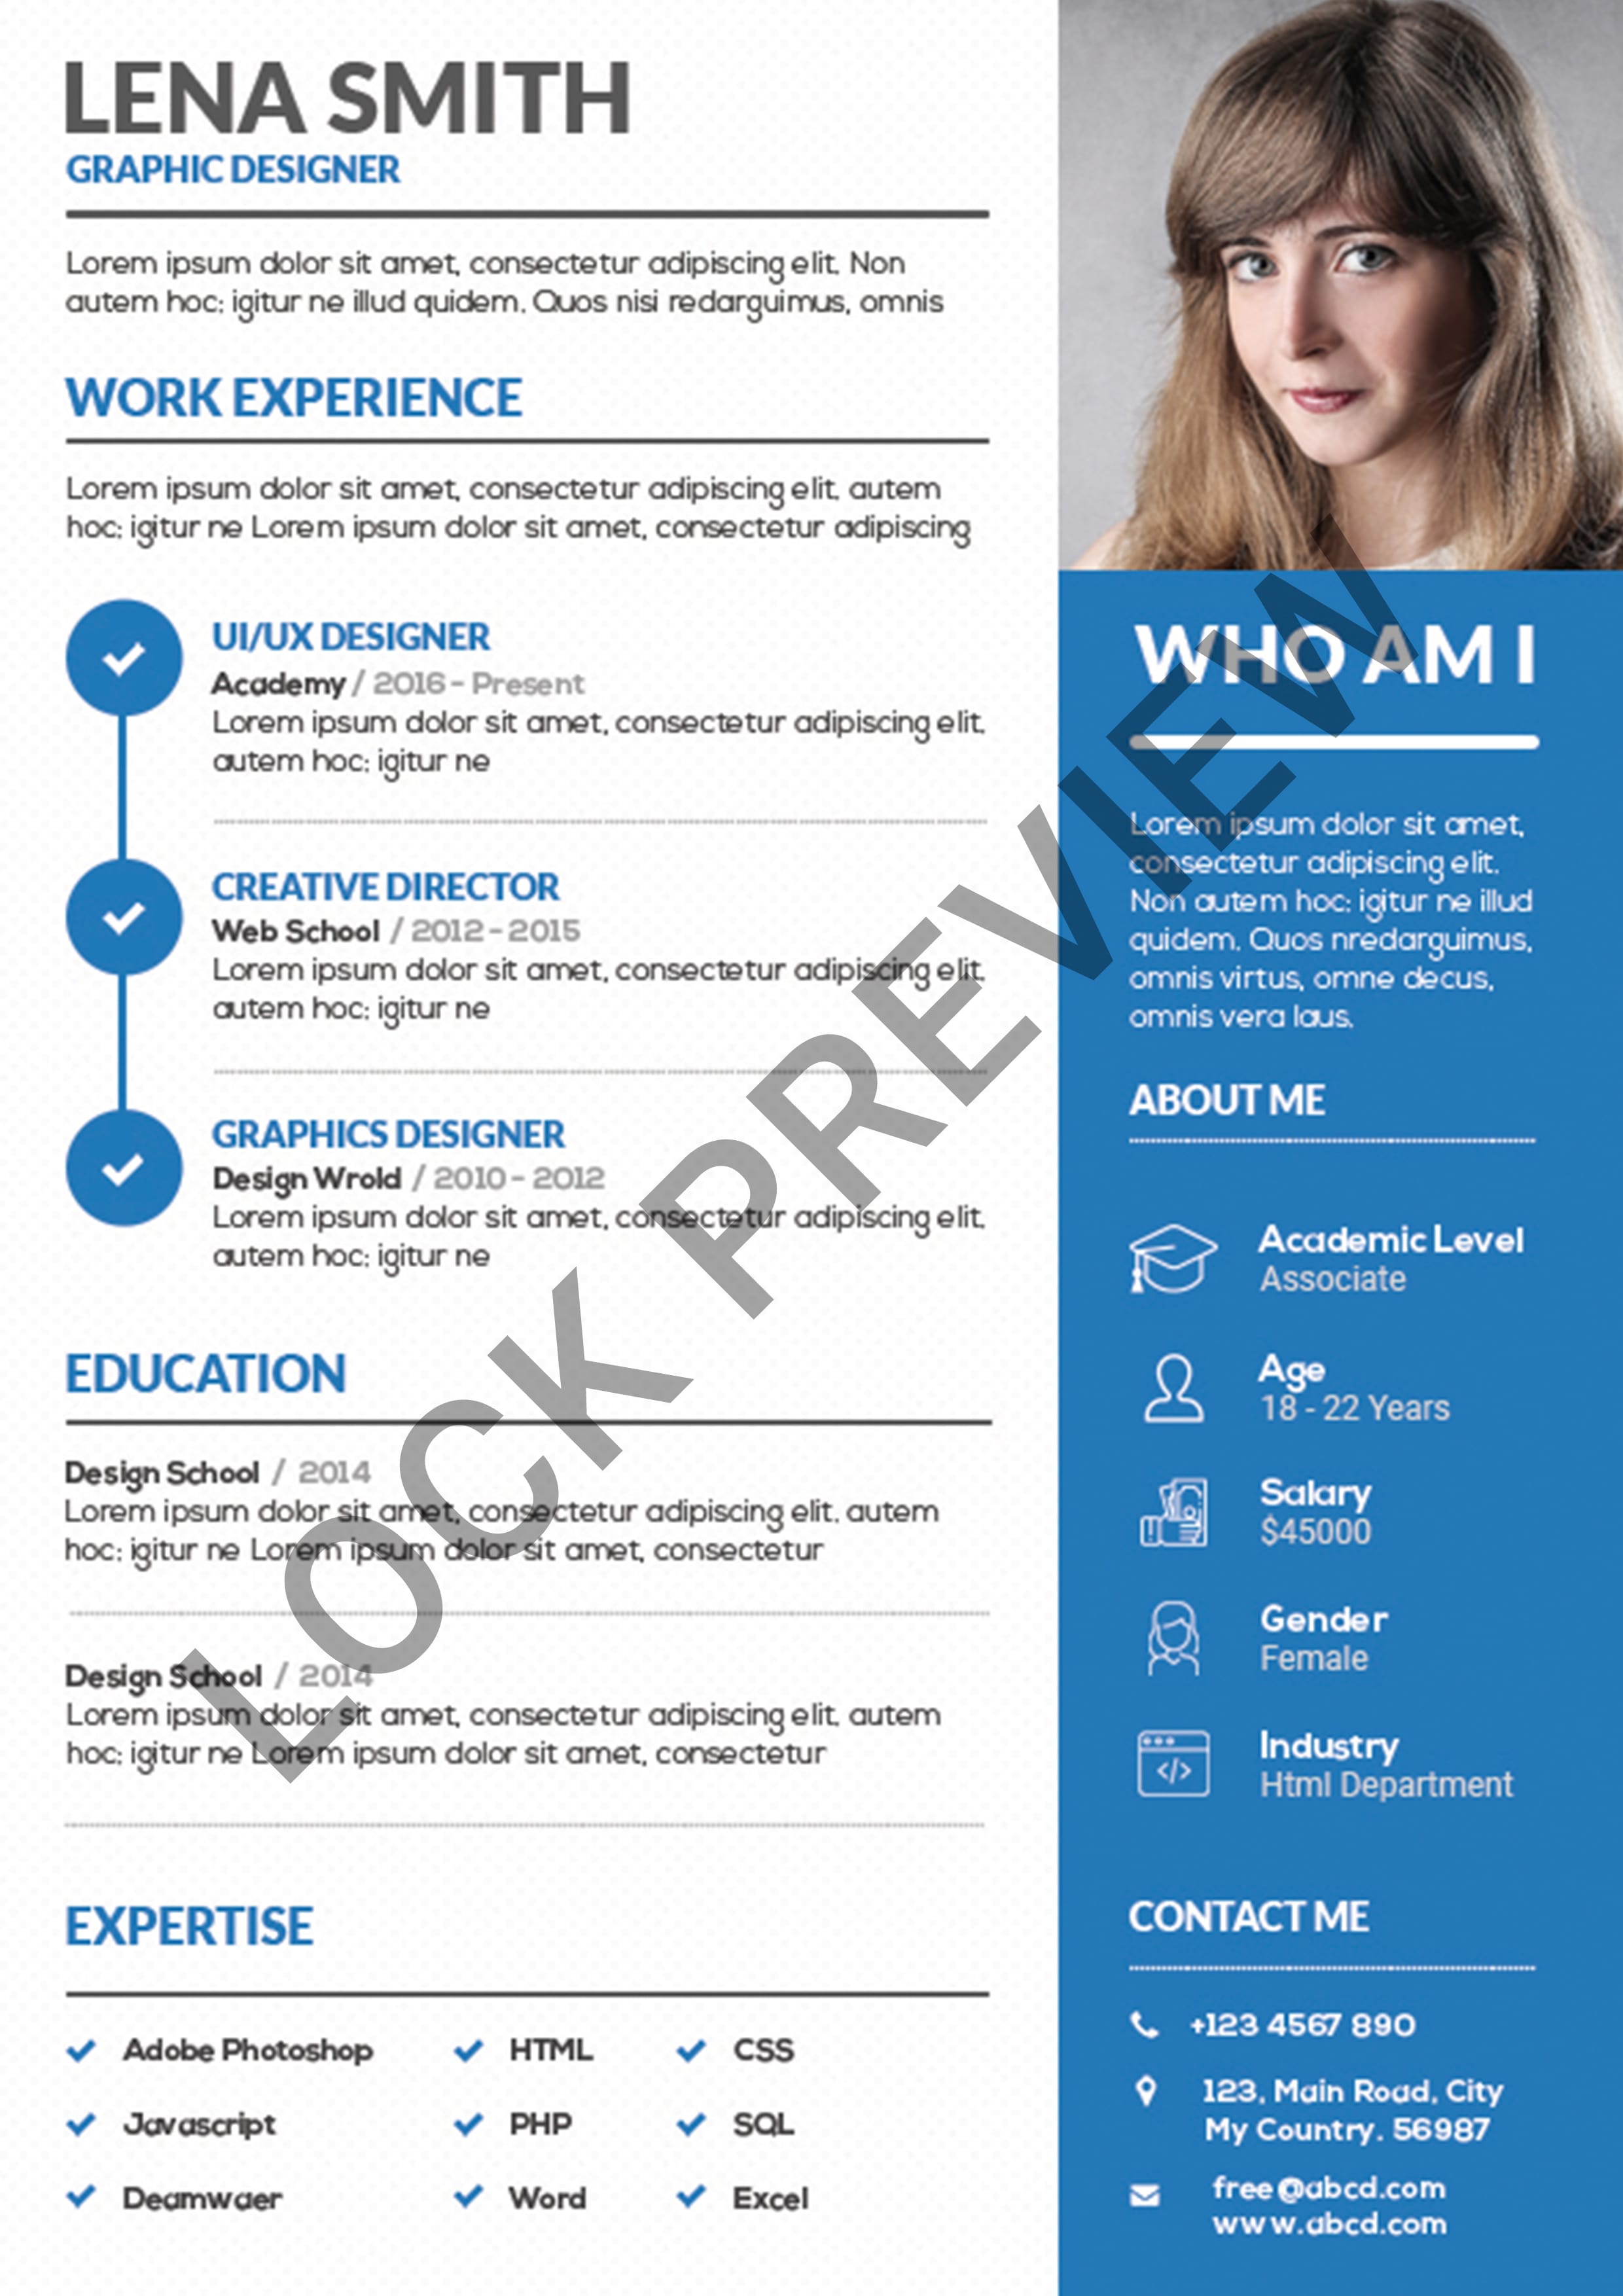 LENA SMITH
GRAPHIC DESIGNER
Lorem ipsum dolor sit amet, consectetur adipiscing elit. Non
autem hoc: igitur ne illud quidem. Quos nisi redarguimus, omnis
WORK EXPERIENCE
Lorem ipsum dolor sit amet, consectetur adipiscing elit. autem
hoc: igitur ne Lorem ipsum dolor sit amet, consectetur adipiscing
UI/UX DESIGNER
Academy / 2016 - Present
Lorem ipsum dolor sit amet, consectetur adipiscing elit.
autem hoc: igitur ne
CREATIVE DIRECTOR
Web School / 2012 - 2015
Lorem ipsum dolor sit amet, consectetur adipiscing elit.
autem hoc: igitur ne
GRAPHICS DESIGNER
Design Wrold / 2010 - 2012
Lorem ipsum dolor sit amet, consectetur adipiscing elit.
autem hoc: igitur ne
EDUCATION
Design School / 2014
Lorem ipsum dolor sit amet, consectetur adipiscing elit. autem
hoc: igitur ne Lorem ipsum dolor sit amet, consectetur
Design School / 2014
Lorem ipsum dolor sit amet, consectetur adipiscing elit. autem
hoc: igitur ne Lorem ipsum dolor sit amet, consectetur
EXPERTISE
Adobe Photoshop HTML CSS
Javascript PHP SQL
Deamwaer Word Excel
WHO AM I
Lorem ipsum dolor sit amet,
consectetur adipiscing elit.
Non autem hoc: igitur ne illud
quidem. Quos nredarguimus,
omnis virtus, omne decus,
omnis vera laus.
ABOUT ME
Academic Level
Associate
Age
18 - 22 Years
Salary
$45000
Gender
Female
Industry
Html Department
CONTACT ME
+123 4567 890
123, Main Road, City
My Country. 56987
free@abcd.com
www.abcd.com
LOCK PREVIEW